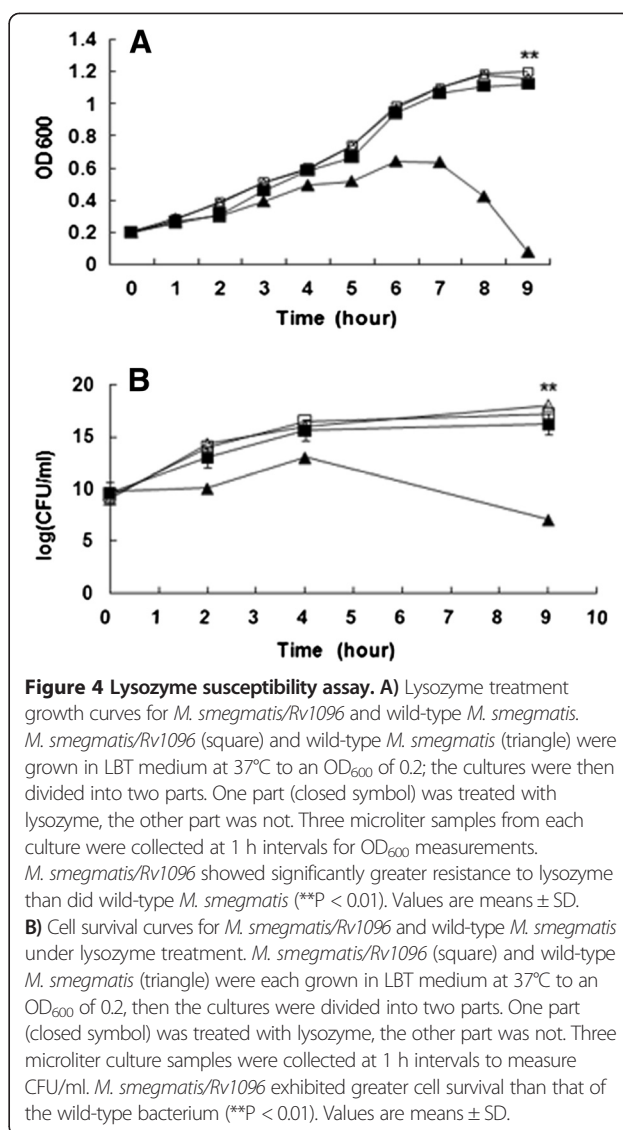 A
1.4
**
1.2
1
0.8
0.6
0.4
0.2
0
OD600
0 1 2 3 4 5 6 7 8 9
Time (hour)
B
20
**
15
10
5
0
log(CFU/ml)
0 1 2 3 4 5 6 7 8 9 10
Time (hour)
Figure 4 Lysozyme susceptibility assay. A) Lysozyme treatment
growth curves for M. smegmatis/Rv1096 and wild-type M. smegmatis.
M. smegmatis/Rv1096 (square) and wild-type M. smegmatis (triangle) were
grown in LBT medium at 37°C to an OD600 of 0.2; the cultures were then
divided into two parts. One part (closed symbol) was treated with
lysozyme, the other part was not. Three microliter samples from each
culture were collected at 1 h intervals for OD600 measurements.
M. smegmatis/Rv1096 showed significantly greater resistance to lysozyme
than did wild-type M. smegmatis (**P < 0.01). Values are means ± SD.
B) Cell survival curves for M. smegmatis/Rv1096 and wild-type M. smegmatis
under lysozyme treatment. M. smegmatis/Rv1096 (square) and wild-type
M. smegmatis (triangle) were each grown in LBT medium at 37°C to an
OD600 of 0.2, then the cultures were divided into two parts. One part
(closed symbol) was treated with lysozyme, the other part was not. Three
microliter culture samples were collected at 1 h intervals to measure
CFU/ml. M. smegmatis/Rv1096 exhibited greater cell survival than that of
the wild-type bacterium (**P < 0.01). Values are means ± SD.